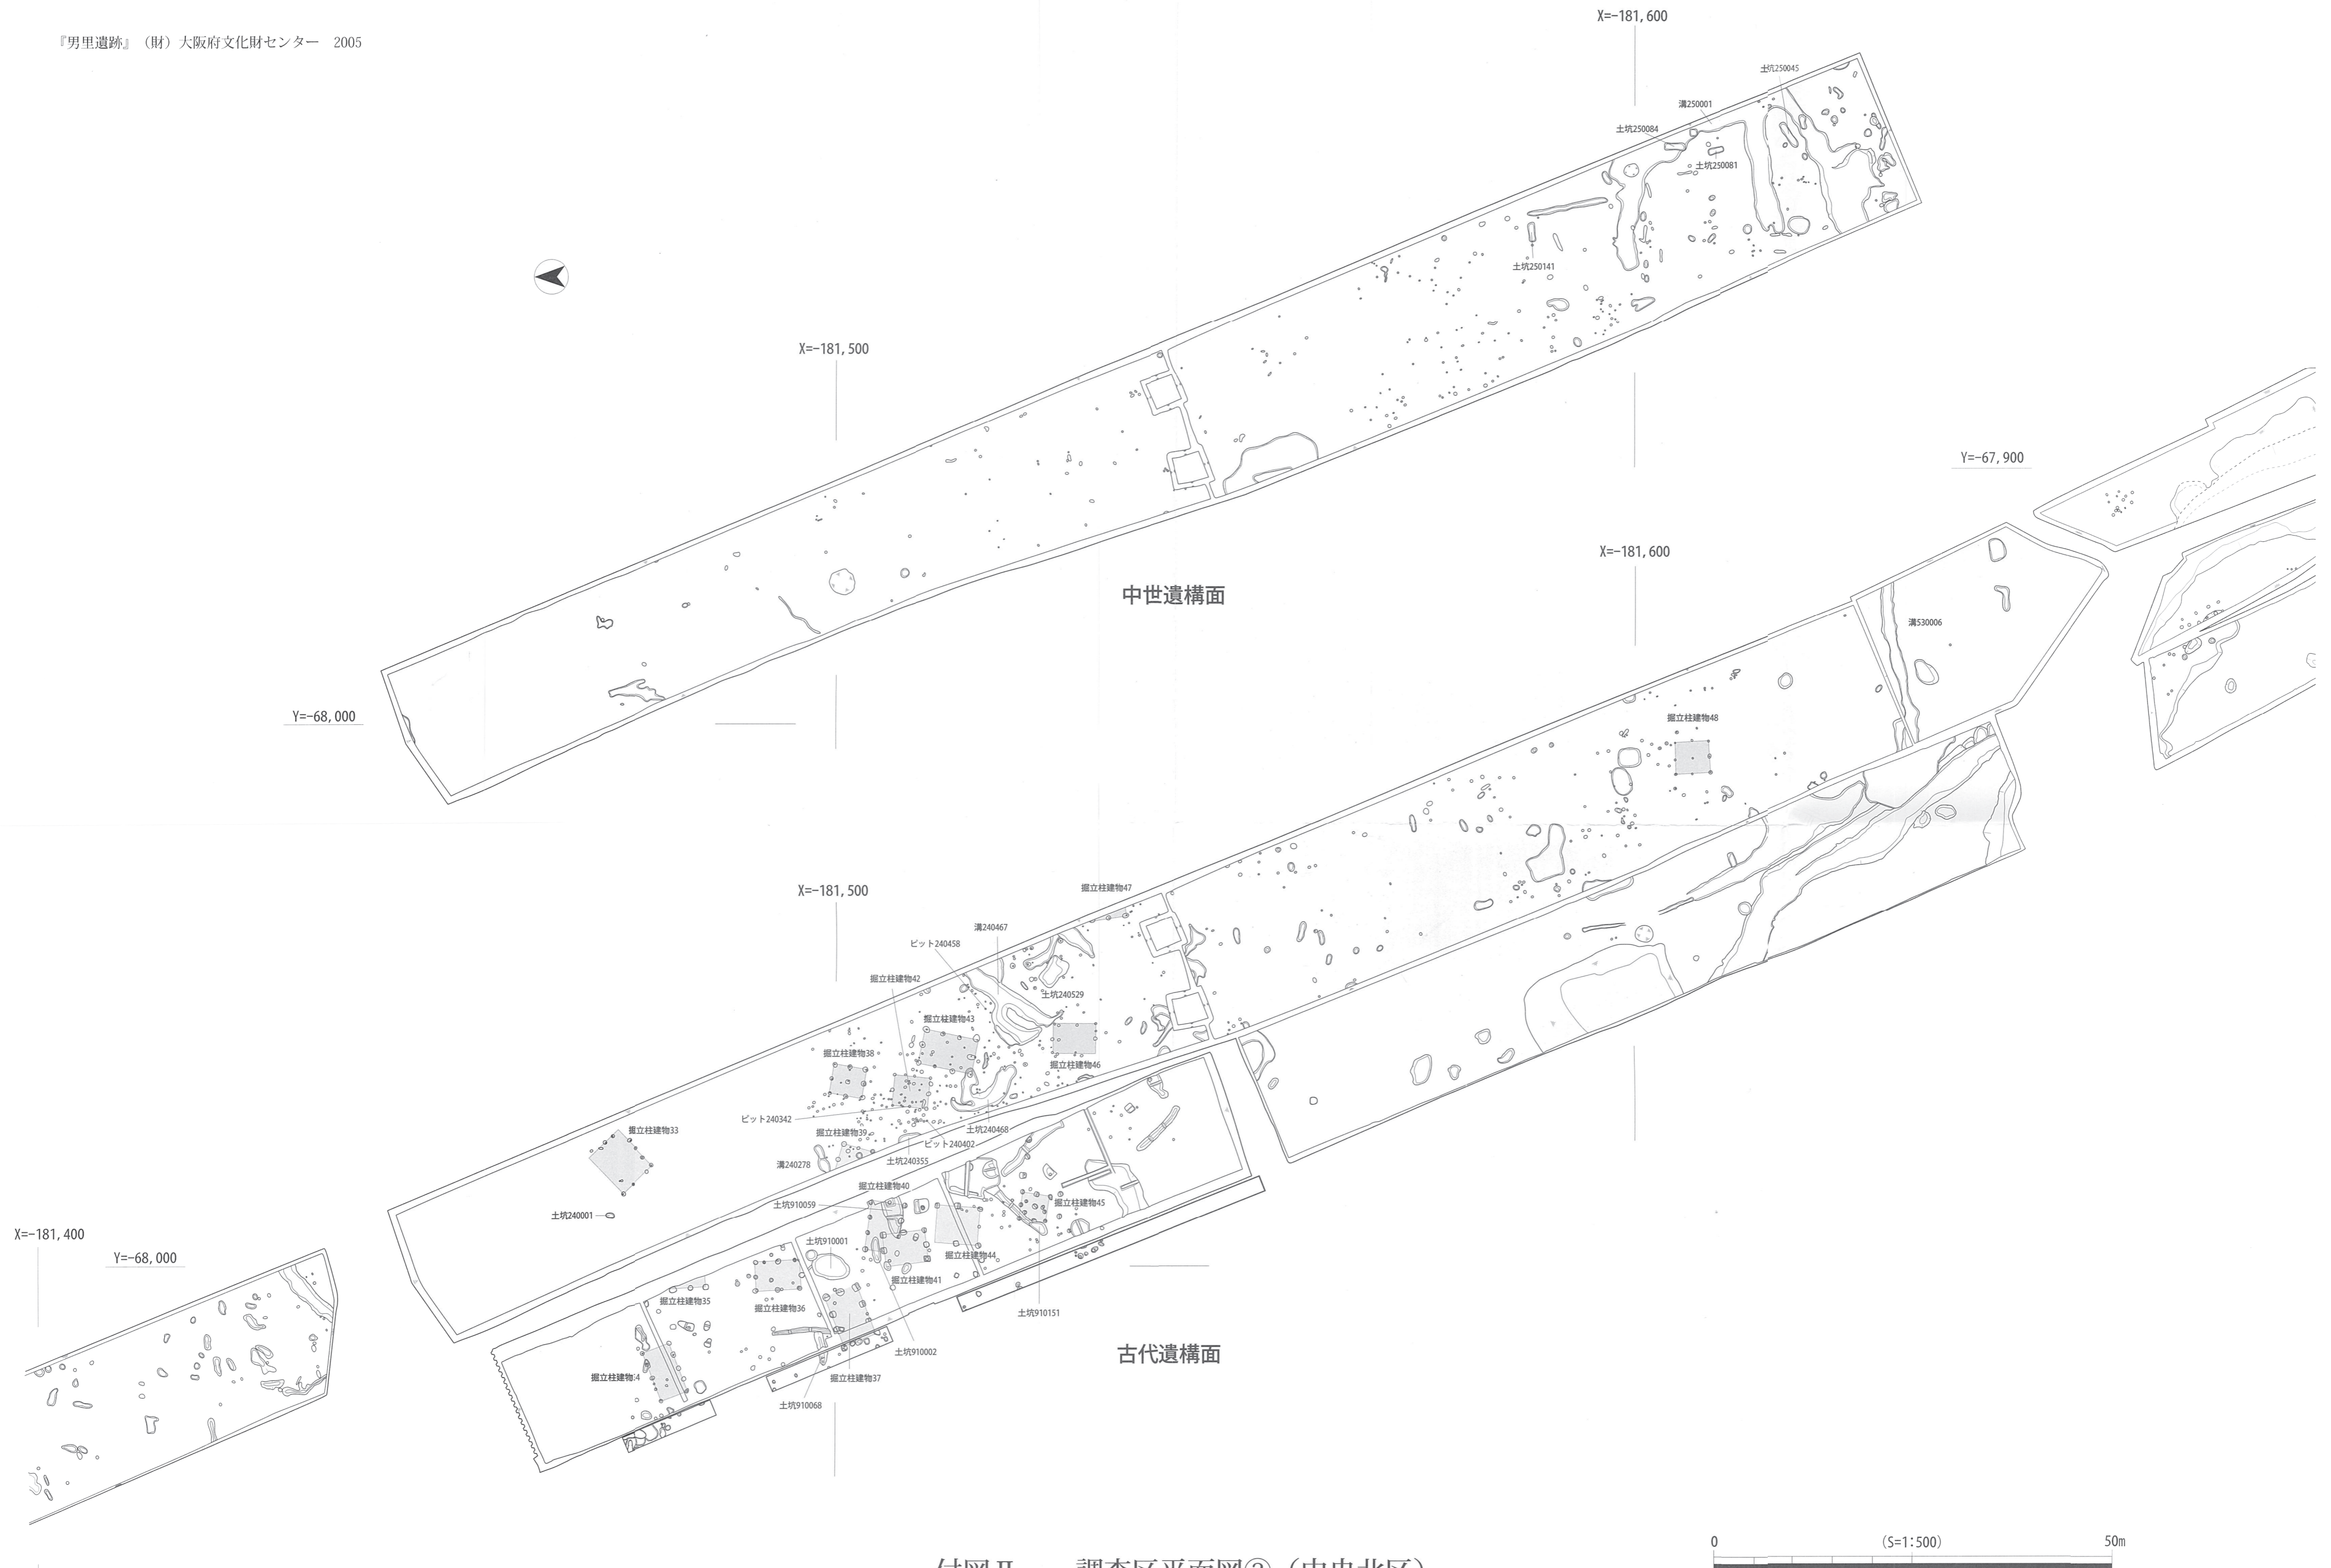 『男里遺跡』（財）大阪府文化財センター　2005
X=-181,600
土坑250045
溝250001
土坑250084
土坑250081
土坑250141
X=-181,500
Y=-67,900
X=-181,600
中世遺構面
溝530006
Y=-68,000
掘立柱建物48
X=-181,500
掘立柱建物47
溝240467
ピット240458
掘立柱建物42
土坑240529
掘立柱建物43
掘立柱建物38
掘立柱建物46
ピット240342
掘立柱建物33
土坑240468
掘立柱建物39
ピット240402
土坑240355
溝240278
掘立柱建物40
土坑910059
掘立柱建物45
土坑240001
X=-181,400
土坑910001
Y=-68,000
掘立柱建物44
掘立柱建物41
掘立柱建物35
掘立柱建物36
土坑910151
土坑910002
古代遺構面
掘立柱建物34
掘立柱建物37
土坑910068
0
（S=1:500）
50m